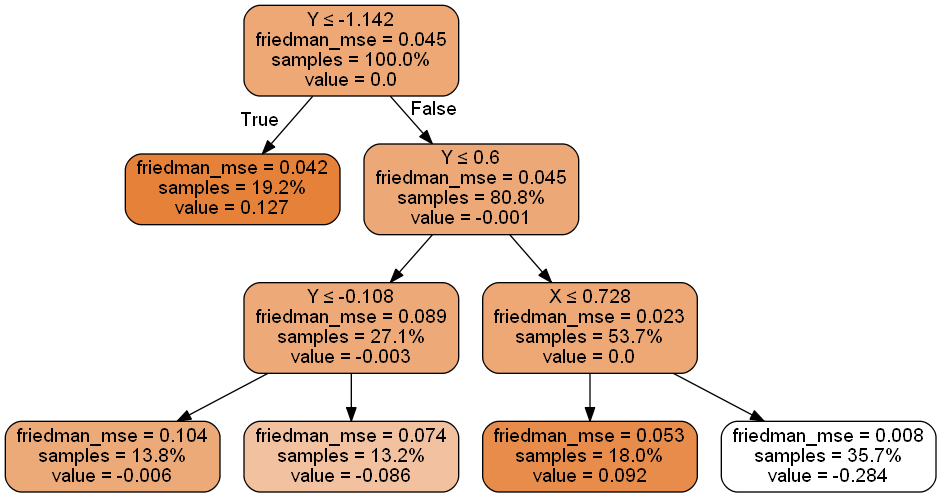 Y ≤ -1.142
friedman_mse = 0.045
samples = 100.0%
value = 0.0
True
False
friedman_mse = 0.042
samples = 19.2%
value = 0.127
Y ≤ 0.6
friedman_mse = 0.045
samples = 80.8%
value = -0.001
Y ≤ -0.108
friedman_mse = 0.089
samples = 27.1%
value = -0.003
X ≤ 0.728
friedman_mse = 0.023
samples = 53.7%
value = 0.0
friedman_mse = 0.104
samples = 13.8%
value = -0.006
friedman_mse = 0.074
samples = 13.2%
value = -0.086
friedman_mse = 0.053
samples = 18.0%
value = 0.092
friedman_mse = 0.008
samples = 35.7%
value = -0.284